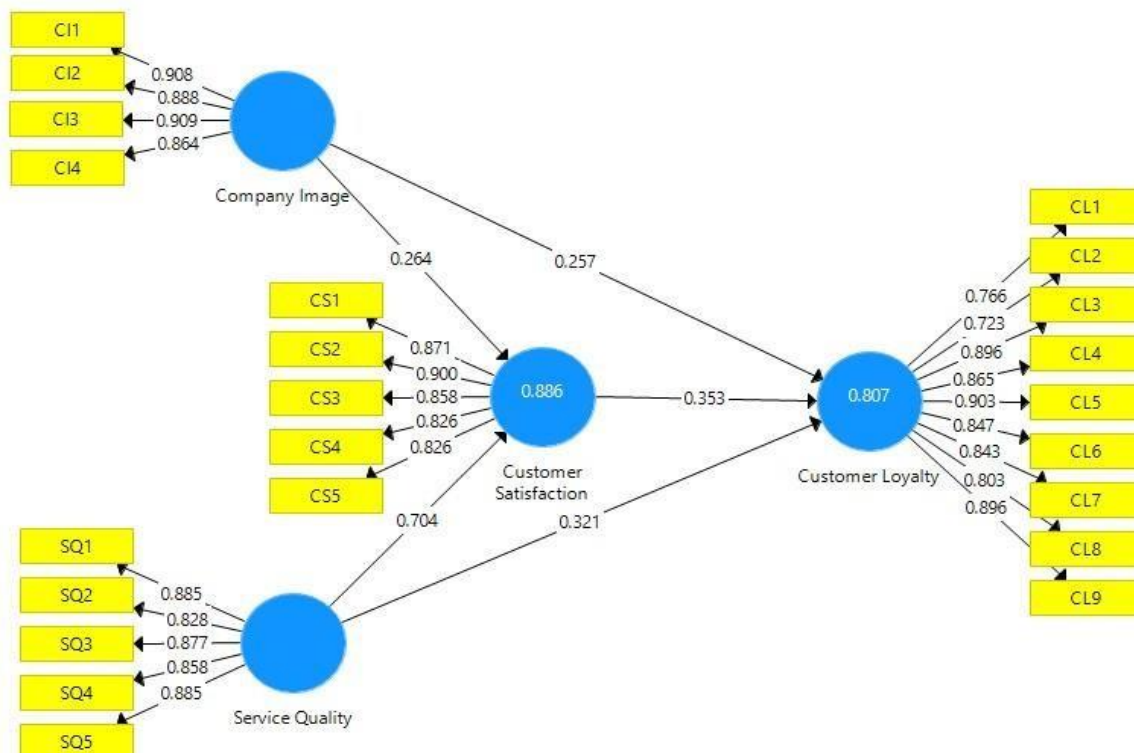 CI1
CI2
CI3
CI4
0.908
0.888
0.909
0.864
Company Image
0.264
0.257
CS1
CS2
CS3
CS4
CS5
0.871
0.900
0.858
0.826
0.826
0.886
Customer
Satisfaction
0.353
0.704
0.321
0.807
Customer Loyalty
0.766
0.723
0.896
0.865
0.903
0.847
0.843
0.803
0.896
CL1
CL2
CL3
CL4
CL5
CL6
CL7
CL8
CL9
SQ1
SQ2
SQ3
SQ4
SQ5
0.885
0.828
0.877
0.858
0.885
Service Quality